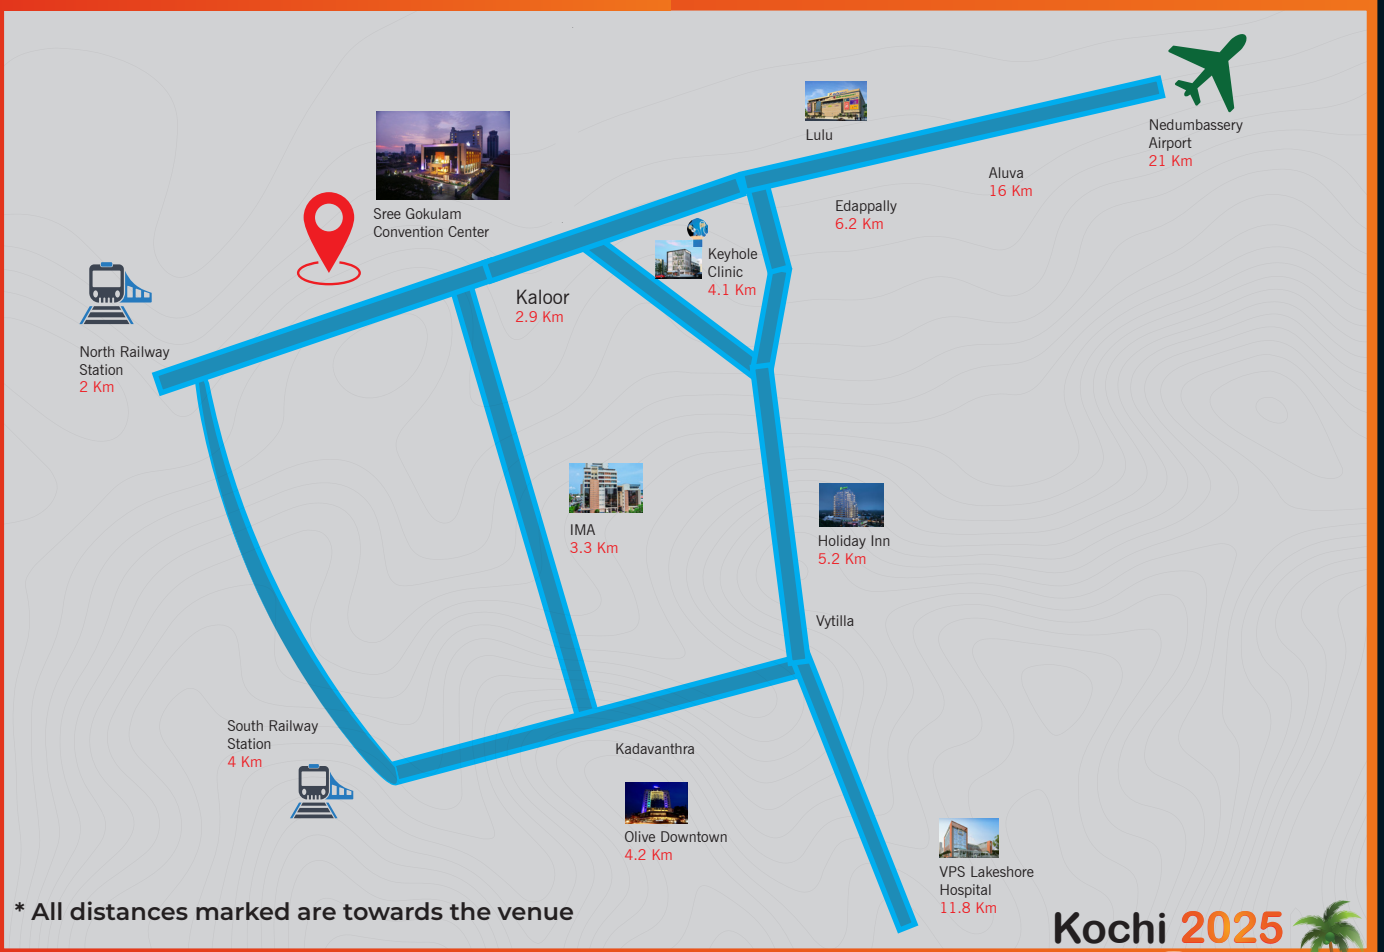 Lulu
Nedumbassery
Airport
21 Km
Aluva
16 Km
Edappally
6.2 Km
Sree Gokulam
Convention Center
Keyhole
Clinic
4.1 Km
Kaloor
2.9 Km
North Railway
Station
2 Km
IMA
3.3 Km
Holiday Inn
5.2 Km
Vytilla
South Railway
Station
4 Km
Kadavanthra
Olive Downtown
4.2 Km
VPS Lakeshore
Hospital
11.8 Km
* All distances marked are towards the venue
Kochi 2025